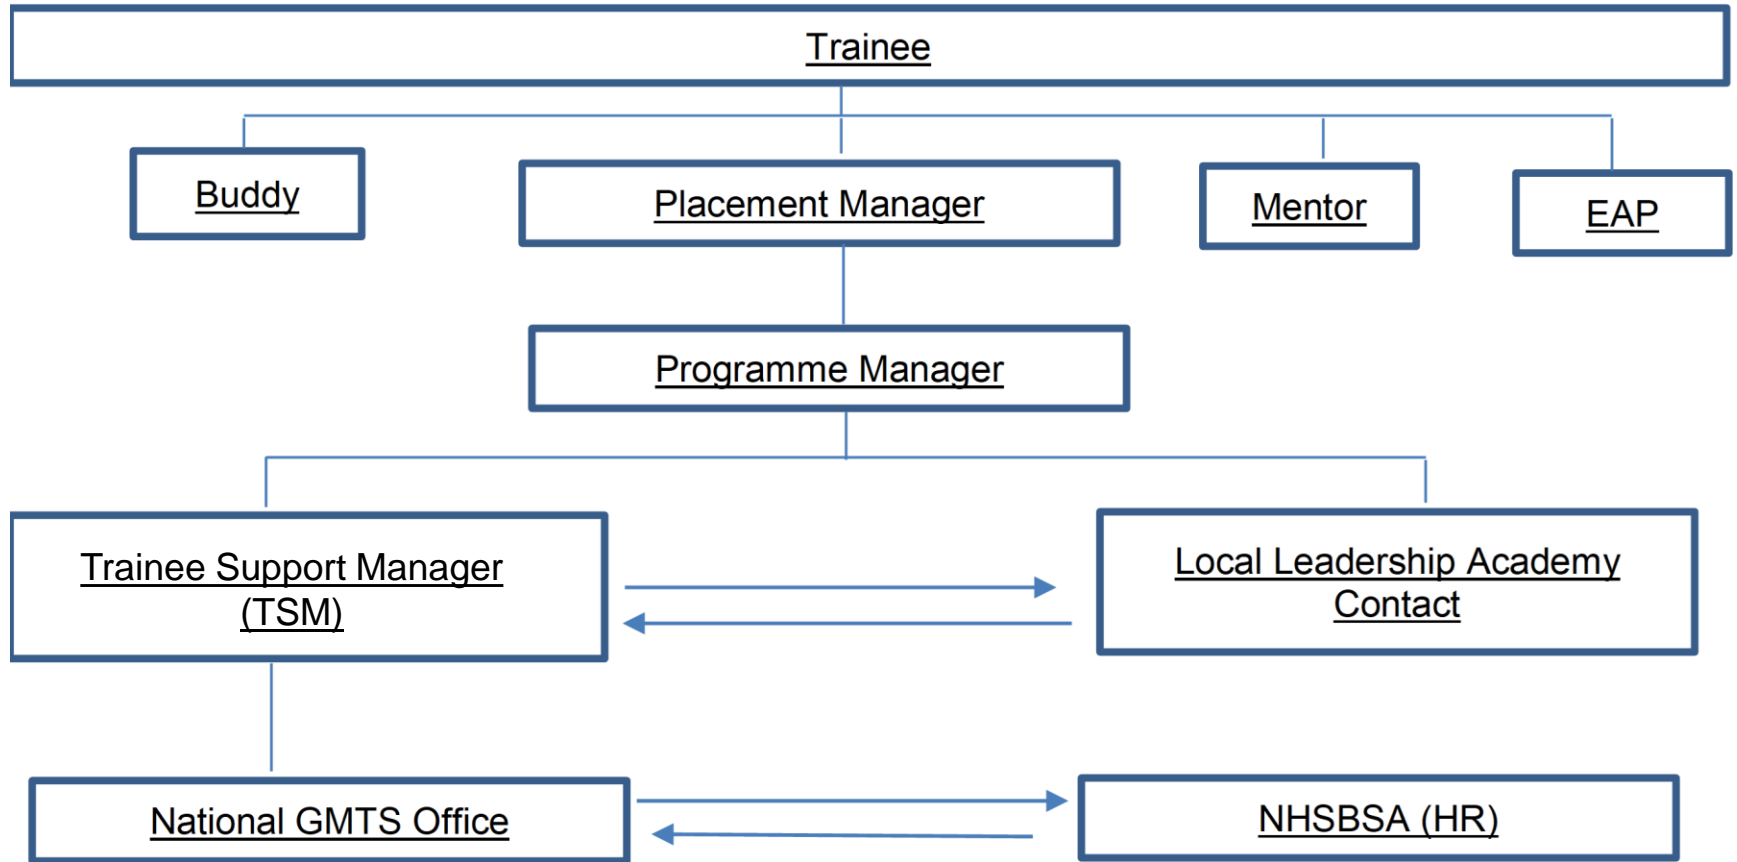 Trainee
Buddy
Placement Manager
Mentor
EAP
Programme Manager
Trainee Support Manager
(TSM)
Local Leadership Academy
Contact
National GMTS Office
NHSBSA (HR)